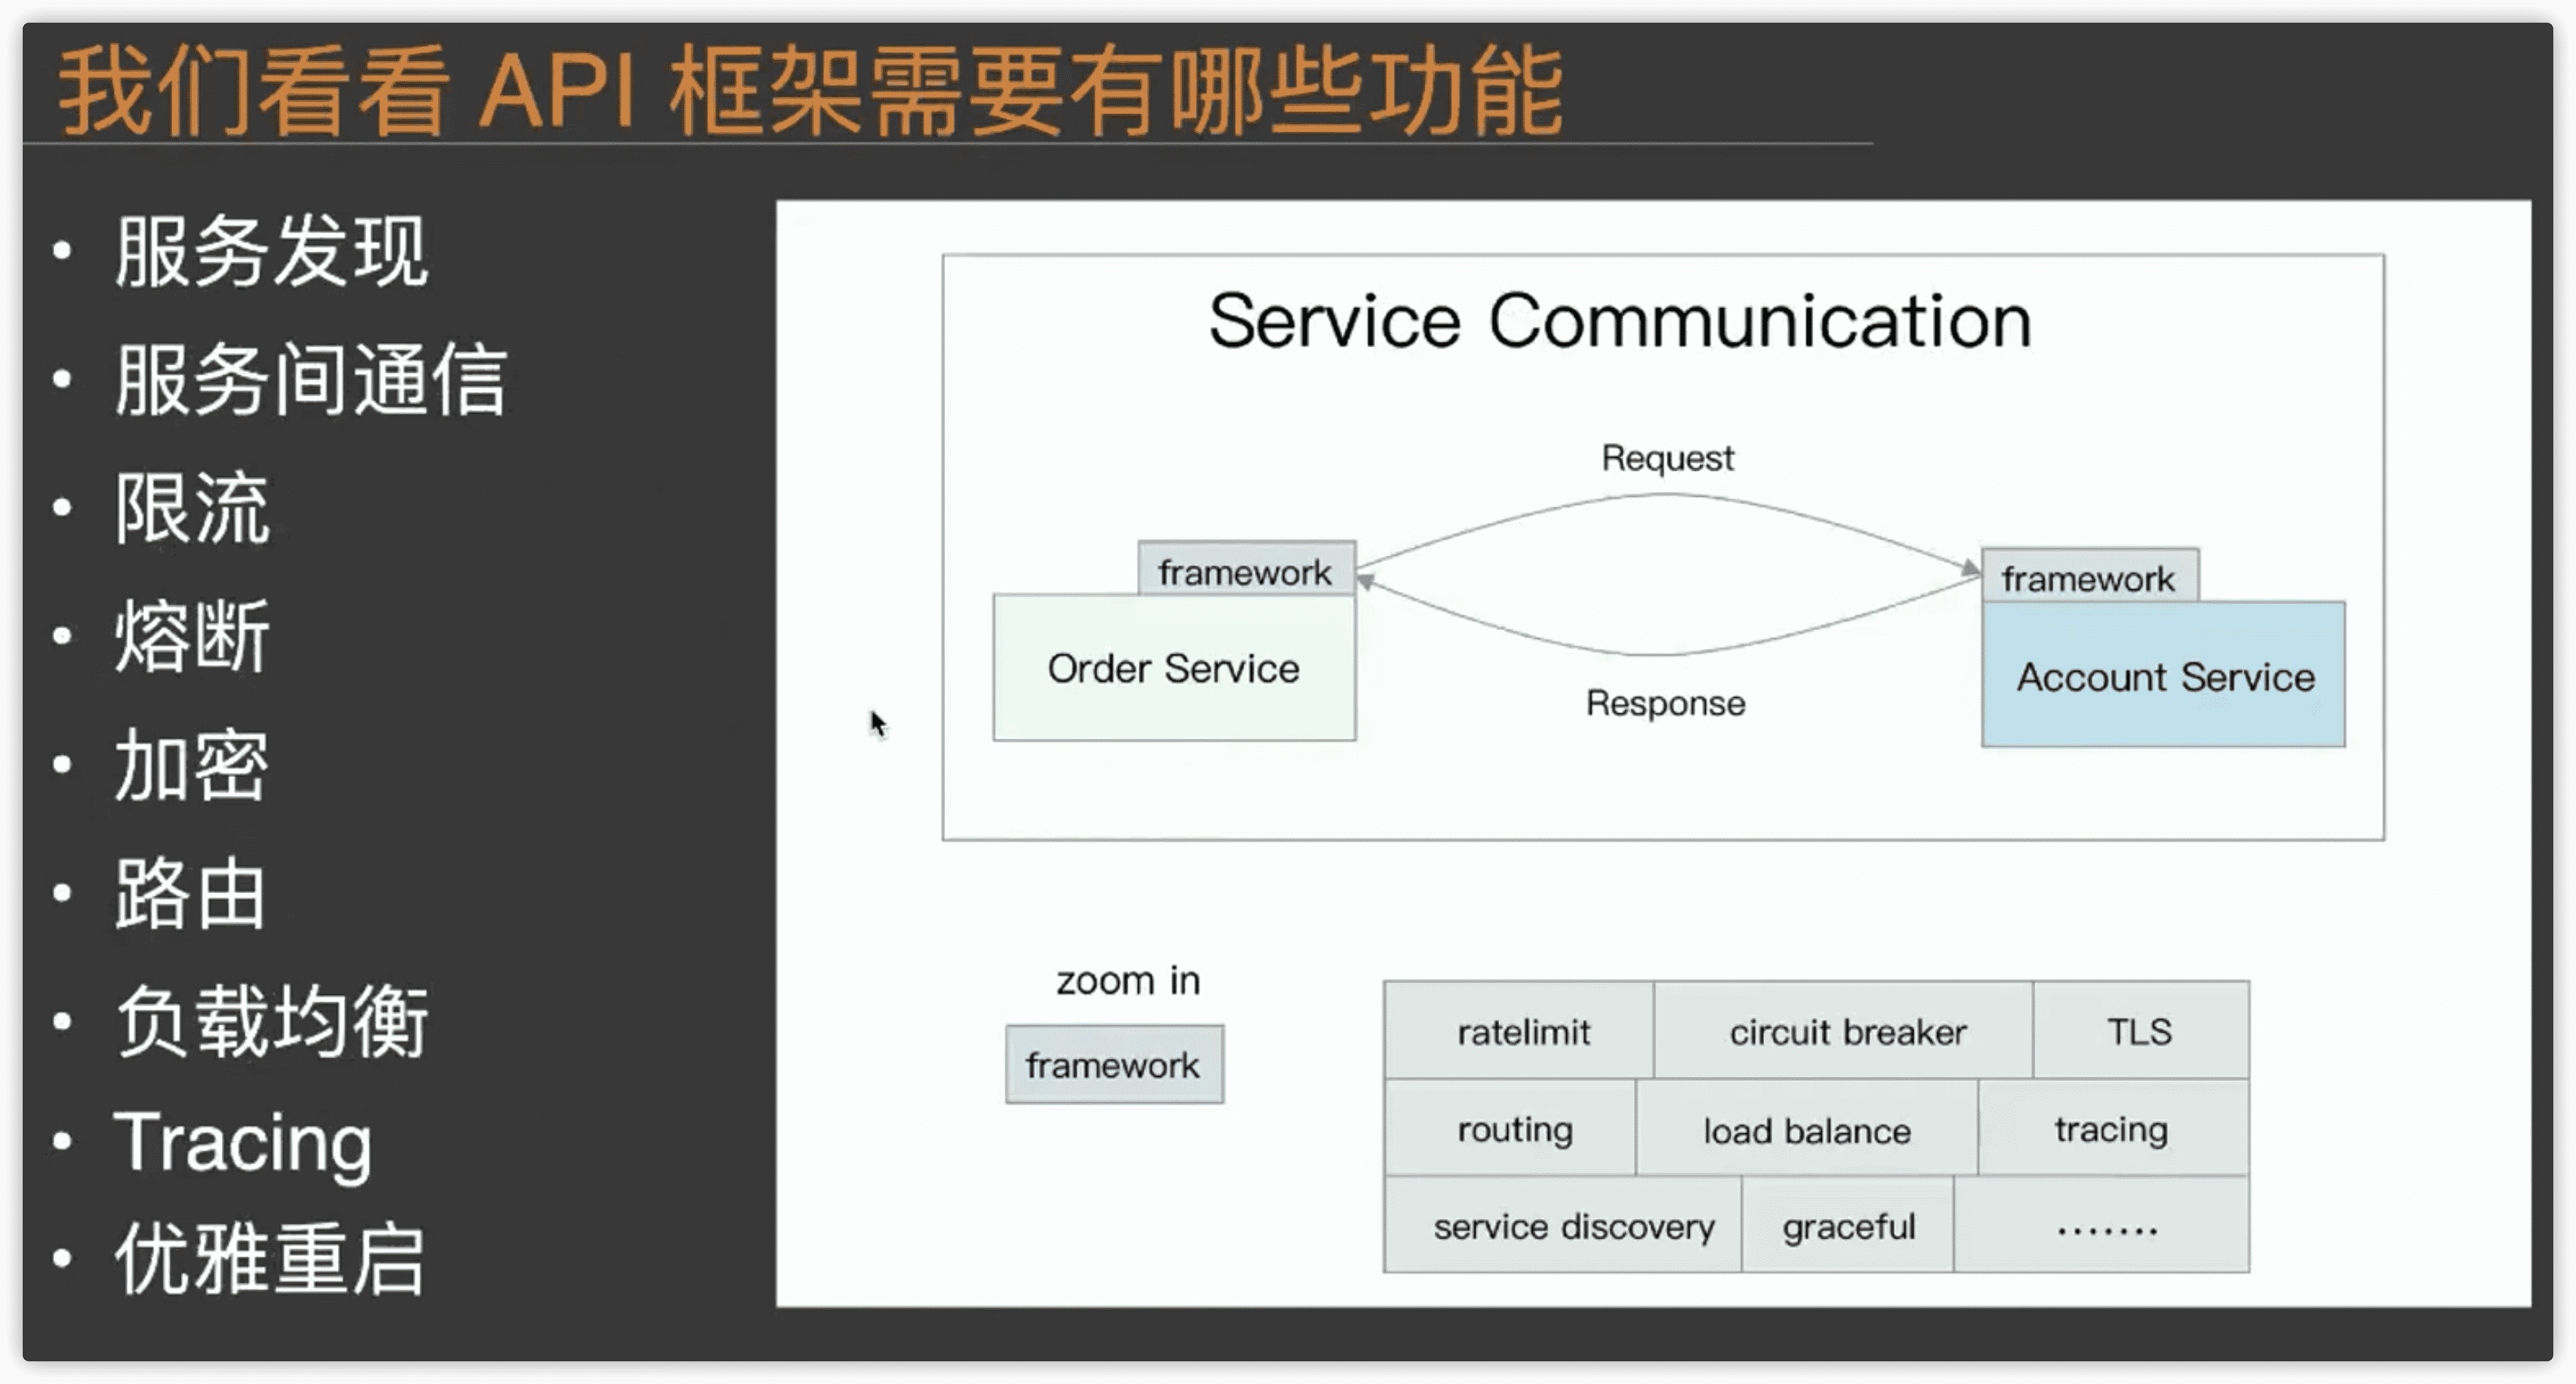 我们看看 API 框架需要有哪些功能
• 服务发现
• 服务间通信
• 限流
• 熔断
• 加密
• 路由
• 负载均衡
• Tracing
• 优雅重启
Service Communication
Request
framework
framework
Order Service
Account Service
Response
zoom in
framework
ratelimit circuit breaker TLS
routing load balance tracing
service discovery graceful .......